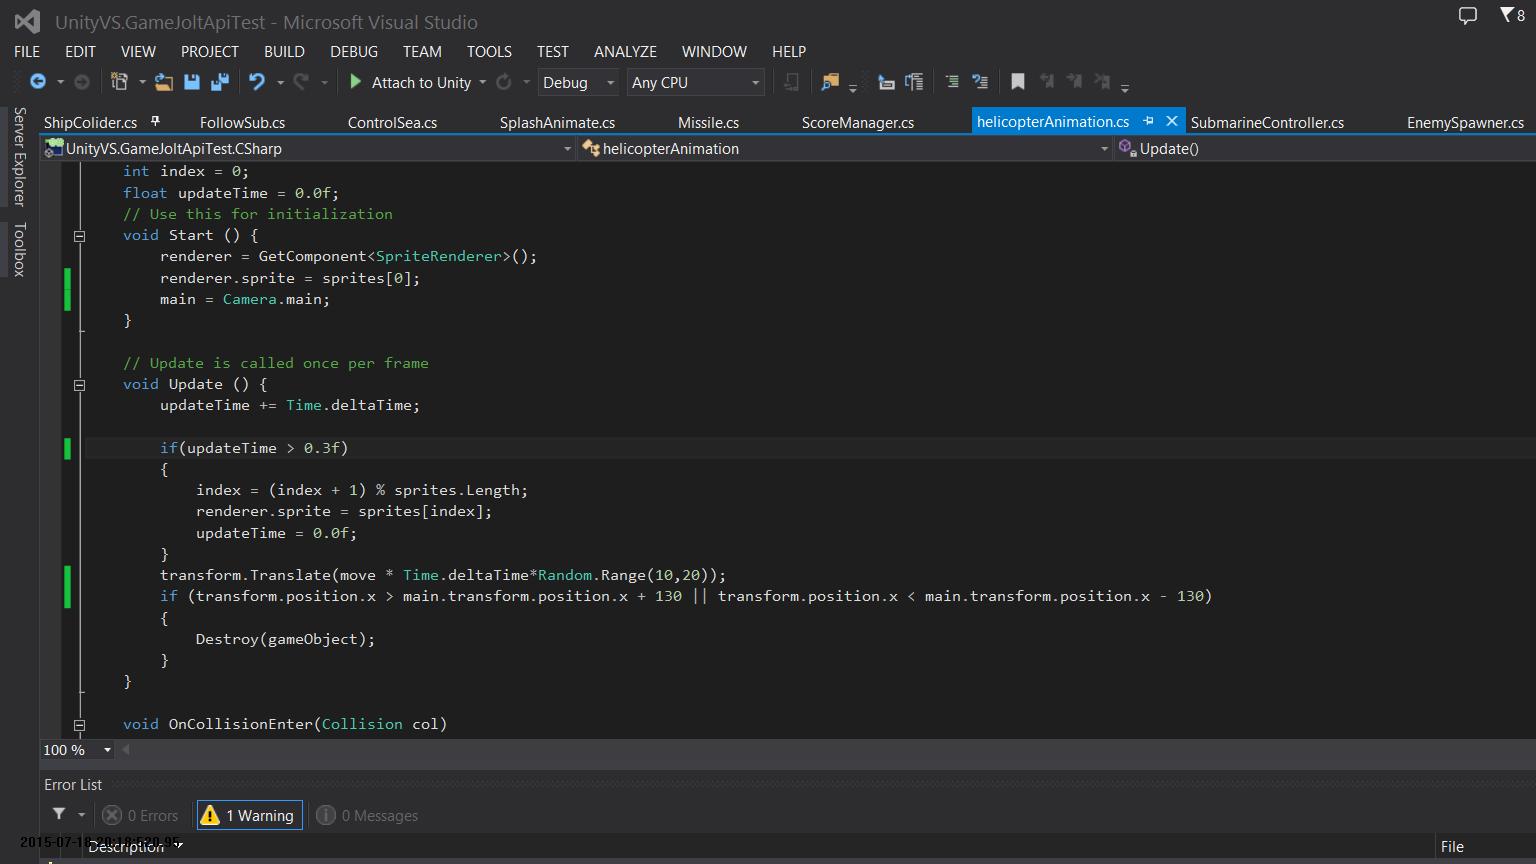 UnityVS.GameJoltApiTest - Microsoft Visual Studio
8
FILE EDIT VIEW PROJECT BUILD DEBUG TEAM TOOLS TEST ANALYZE WINDOW HELP
Attach to Unity Debug Any CPU
Server Explorer
Toolbox
ShipColider.cs FollowSub.cs ControlSea.cs SplashAnimate.cs Missile.cs ScoreManager.cs helicopterAnimation.cs SubmarineController.cs EnemySpawner.cs
UnityVS.GameJoltApiTest.CSharp helicopterAnimation Update()
int index = 0;
float updateTime = 0.0f;
// Use this for initialization
void Start () {
renderer = GetComponent<SpriteRenderer>();
renderer.sprite = sprites[0];
main = Camera.main;
}
// Update is called once per frame
void Update () {
updateTime += Time.deltaTime;
if(updateTime > 0.3f)
{
index = (index + 1) % sprites.Length;
renderer.sprite = sprites[index];
updateTime = 0.0f;
}
transform.Translate(move * Time.deltaTime*Random.Range(10,20));
if (transform.position.x > main.transform.position.x + 130 || transform.position.x < main.transform.position.x - 130)
{
Destroy(gameObject);
}
}
void OnCollisionEnter(Collision col)
100 %
Error List
0 Errors 1 Warning 0 Messages
Description File